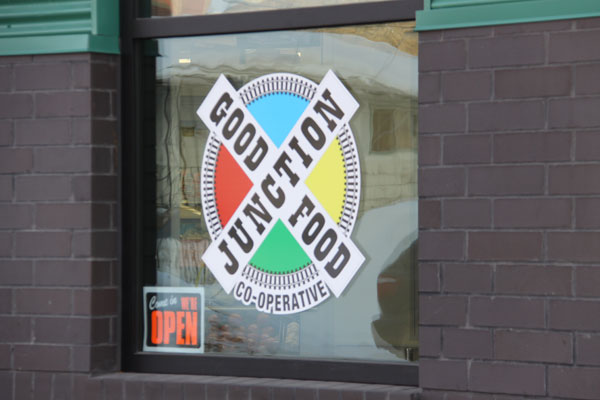 GOOD FOOD
JUNCTION
CO-OPERATIVE
Come in WE'RE
OPEN